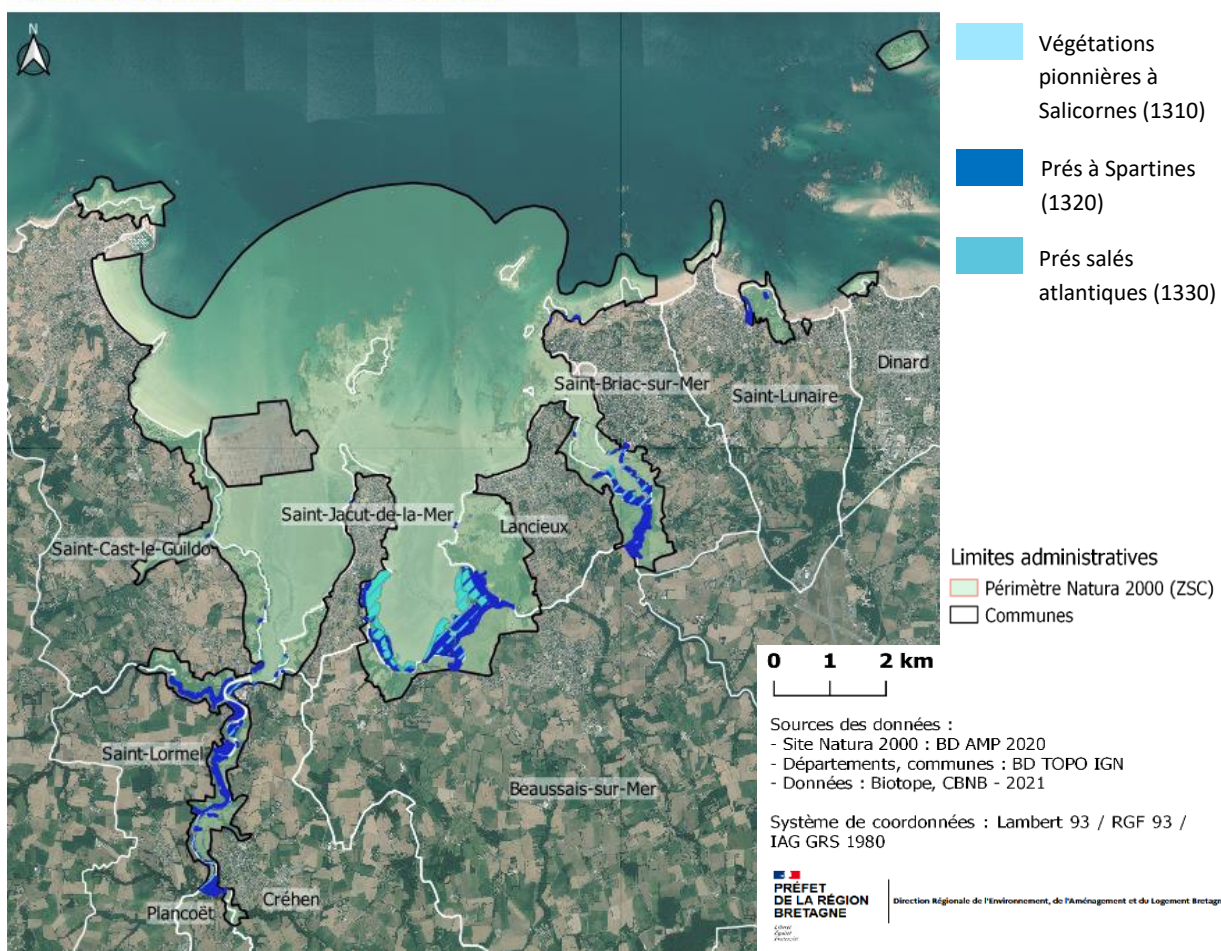 N
Végétations
pionnières à
Salicornes (1310)
Prés à Spartines
(1320)
Prés salés
atlantiques (1330)
Dinard
Saint-Briac-sur-Mer
Saint-Lunaire
Saint-Jacut-de-la-Mer
Lancieux
Saint-Cast-le-Guildo
Saint-Lormel
Beaussais-sur-Mer
Créhen
Plancoët
Limites administratives
Périmètre Natura 2000 (ZSC)
Communes
0 1 2 km
Sources des données :
- Site Natura 2000 : BD AMP 2020
- Départements, communes : BD TOPO IGN
- Données : Biotope, CBNB - 2021
Système de coordonnées : Lambert 93 / RGF 93 /
IAG GRS 1980
PRÉFET
DE LA RÉGION
BRETAGNE
Liberté
Égalité
Fraternité
Direction Régionale de l'Environnement, de l'Aménagement et du Logement Bretagn